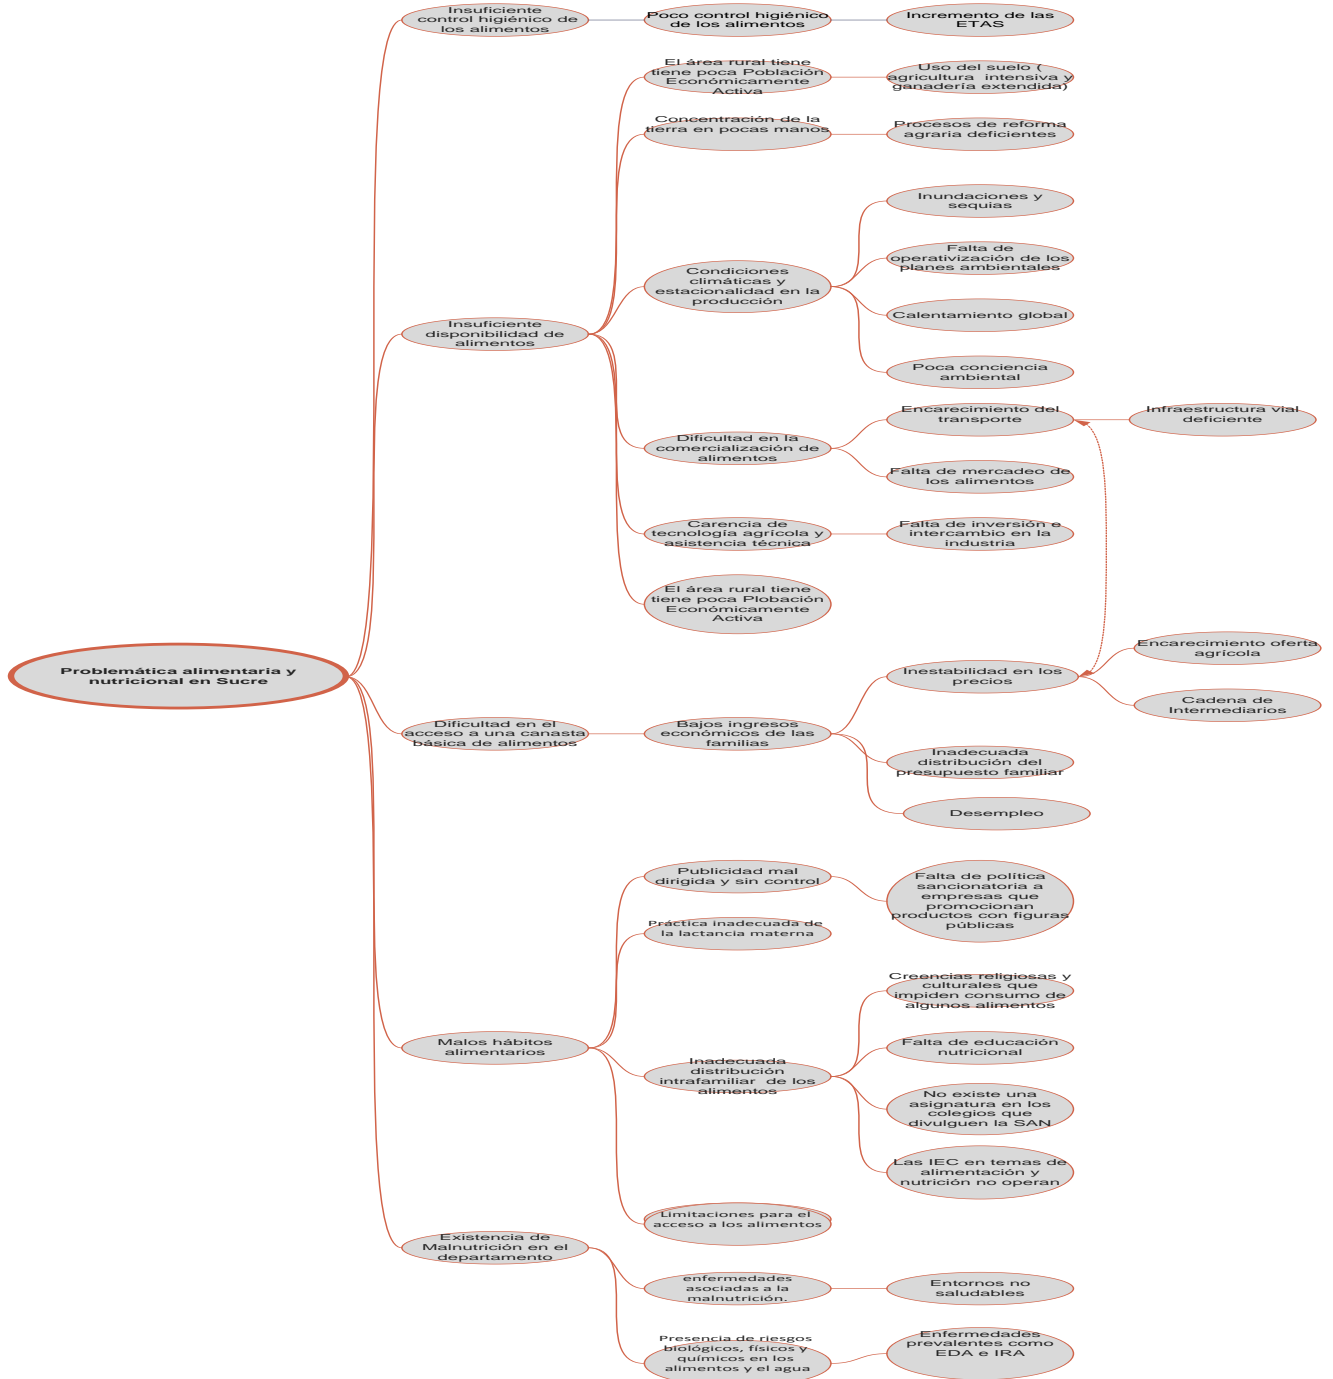 Insuficiente
control higiénico de
los alimentos
Poco control higiénico
de los alimentos
Incremento de las
ETAS
El área rural tiene
tiene poca Población
Económicamente
Activa
Uso del suelo (
agricultura intensiva y
ganadería extendida)
Concentración de la
tierra en pocas manos
Procesos de reforma
agraria deficientes
Inundaciones y
sequias
Falta de
operativización de los
planes ambientales
Condiciones
climáticas y
estacionalidad en la
producción
Calentamiento global
Insuficiente
disponibilidad de
alimentos
Poca conciencia
ambiental
Encarecimiento del
transporte
Infraestructura vial
deficiente
Dificultad en la
comercialización de
alimentos
Falta de mercadeo de
los alimentos
Carencia de
tecnología agrícola y
asistencia técnica
Falta de inversión e
intercambio en la
industria
El área rural tiene
tiene poca Plobación
Económicamente
Activa
Problemática alimentaria y
nutricional en Sucre
Encarecimiento oferta
agrícola
Inestabilidad en los
precios
Cadena de
Intermediarios
Dificultad en el
acceso a una canasta
básica de alimentos
Bajos ingresos
económicos de las
familias
Inadecuada
distribución del
presupuesto familiar
Desempleo
Publicidad mal
dirigida y sin control
Falta de política
sancionatoria a
empresas que
promocionan
productos con figuras
públicas
Práctica inadecuada de
la lactancia materna
Creencias religiosas y
culturales que
impiden consumo de
algunos alimentos
Malos hábitos
alimentarios
Falta de educación
nutricional
Inadecuada
distribución
intrafamiliar de los
alimentos
No existe una
asignatura en los
colegios que
divulguen la SAN
Las IEC en temas de
alimentación y
nutrición no operan
Limitaciones para el
acceso a los alimentos
Existencia de
Malnutrición en el
departamento
enfermedades
asociadas a la
malnutrición.
Entornos no
saludables
Presencia de riesgos
biológicos, físicos y
químicos en los
alimentos y el agua
Enfermedades
prevalentes como
EDA e IRA